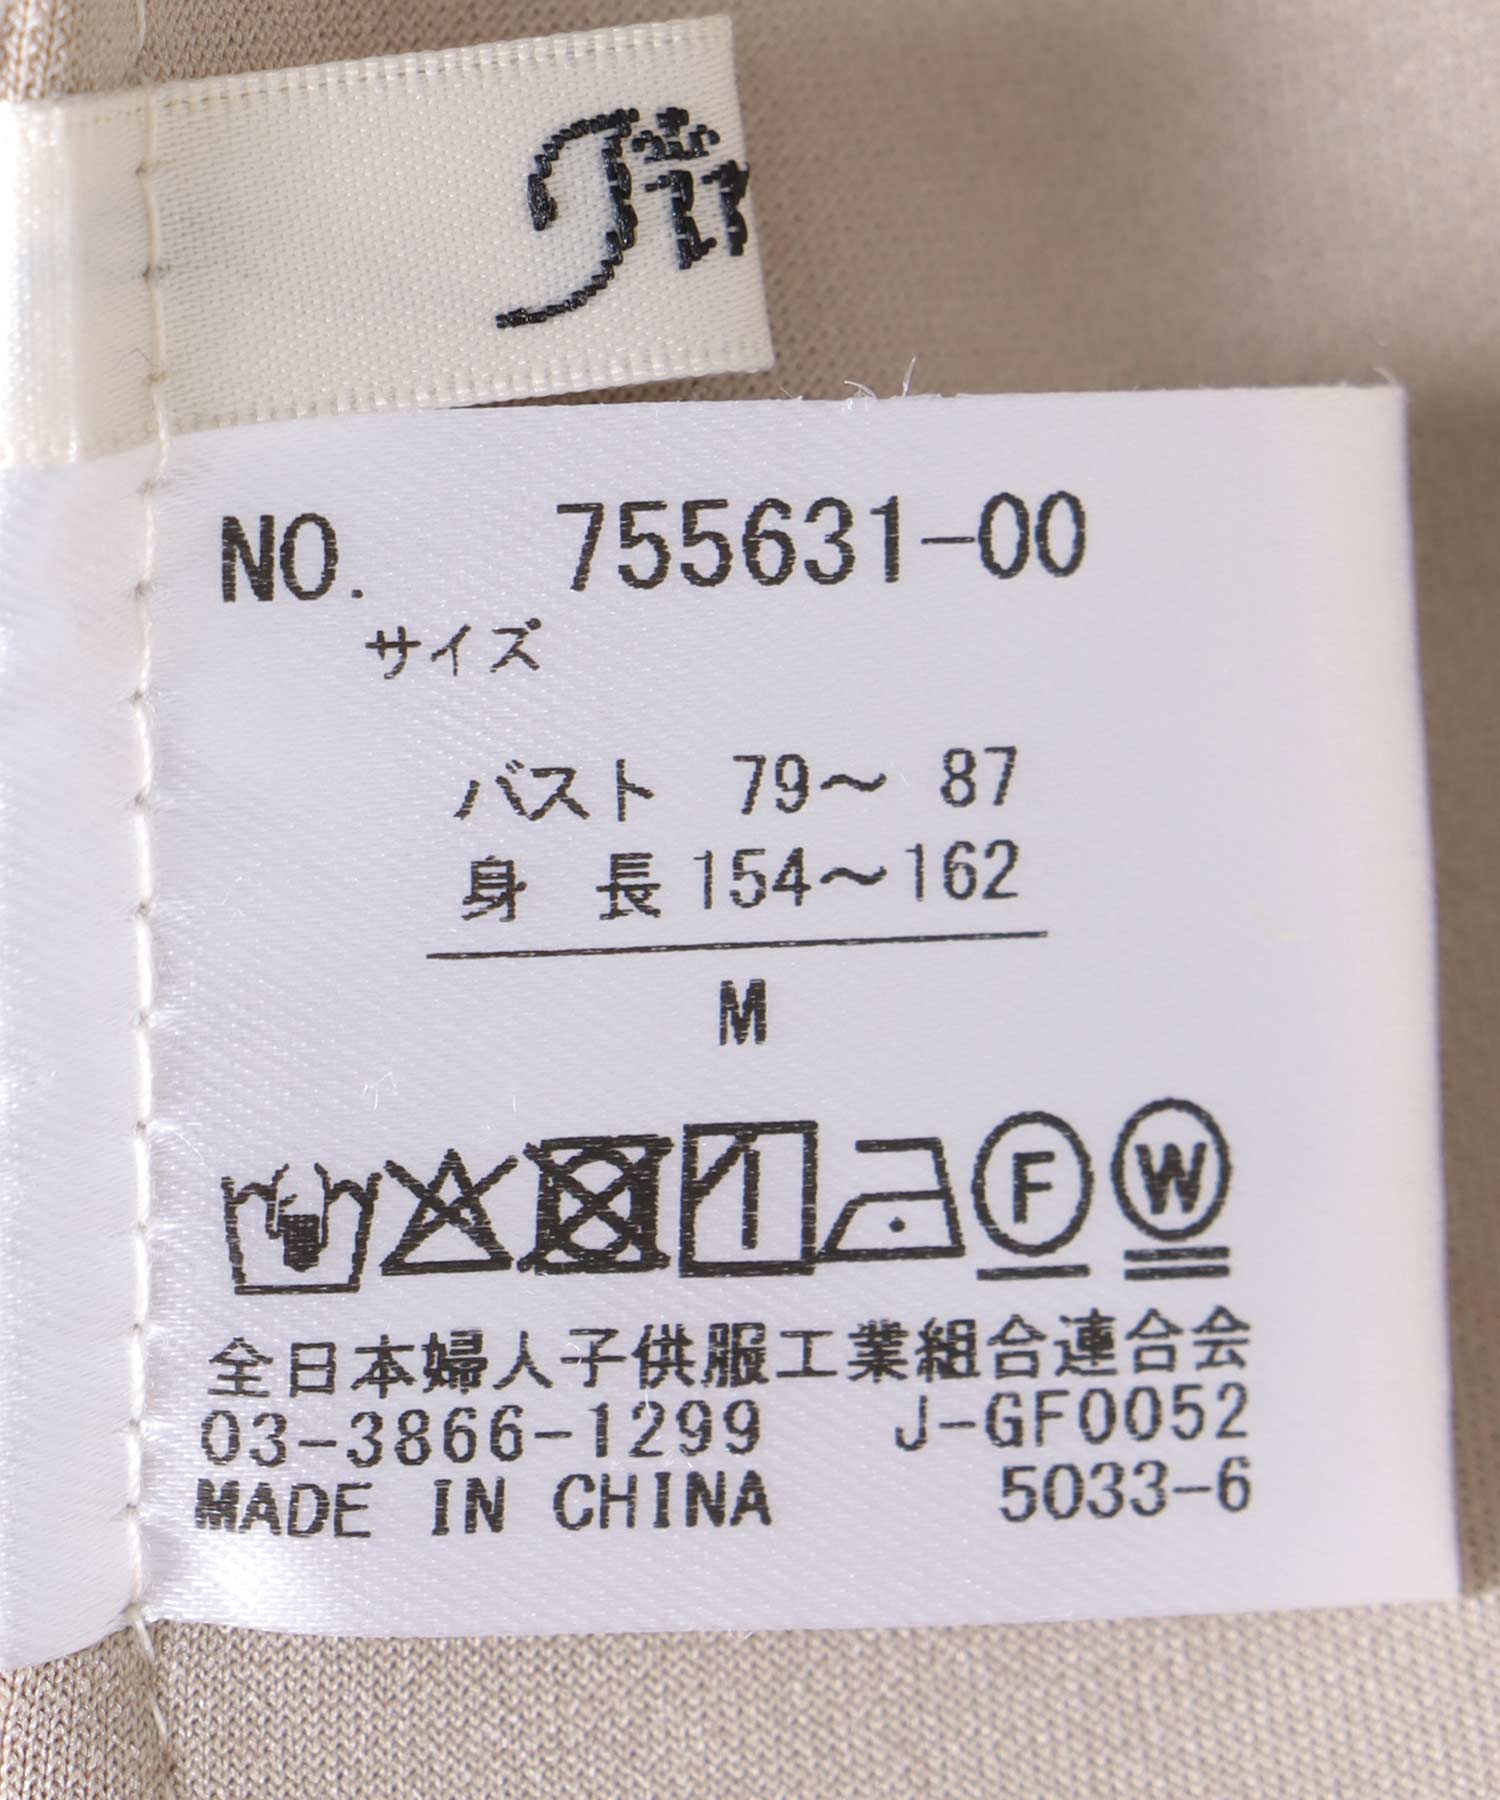 NO. 755631-00
サイズ
バスト 79～ 87
身 長 154～162
M
F W
全日本婦人子供服工業組合連合会
03-3866-1299 J-GF0052
MADE IN CHINA 5033-6